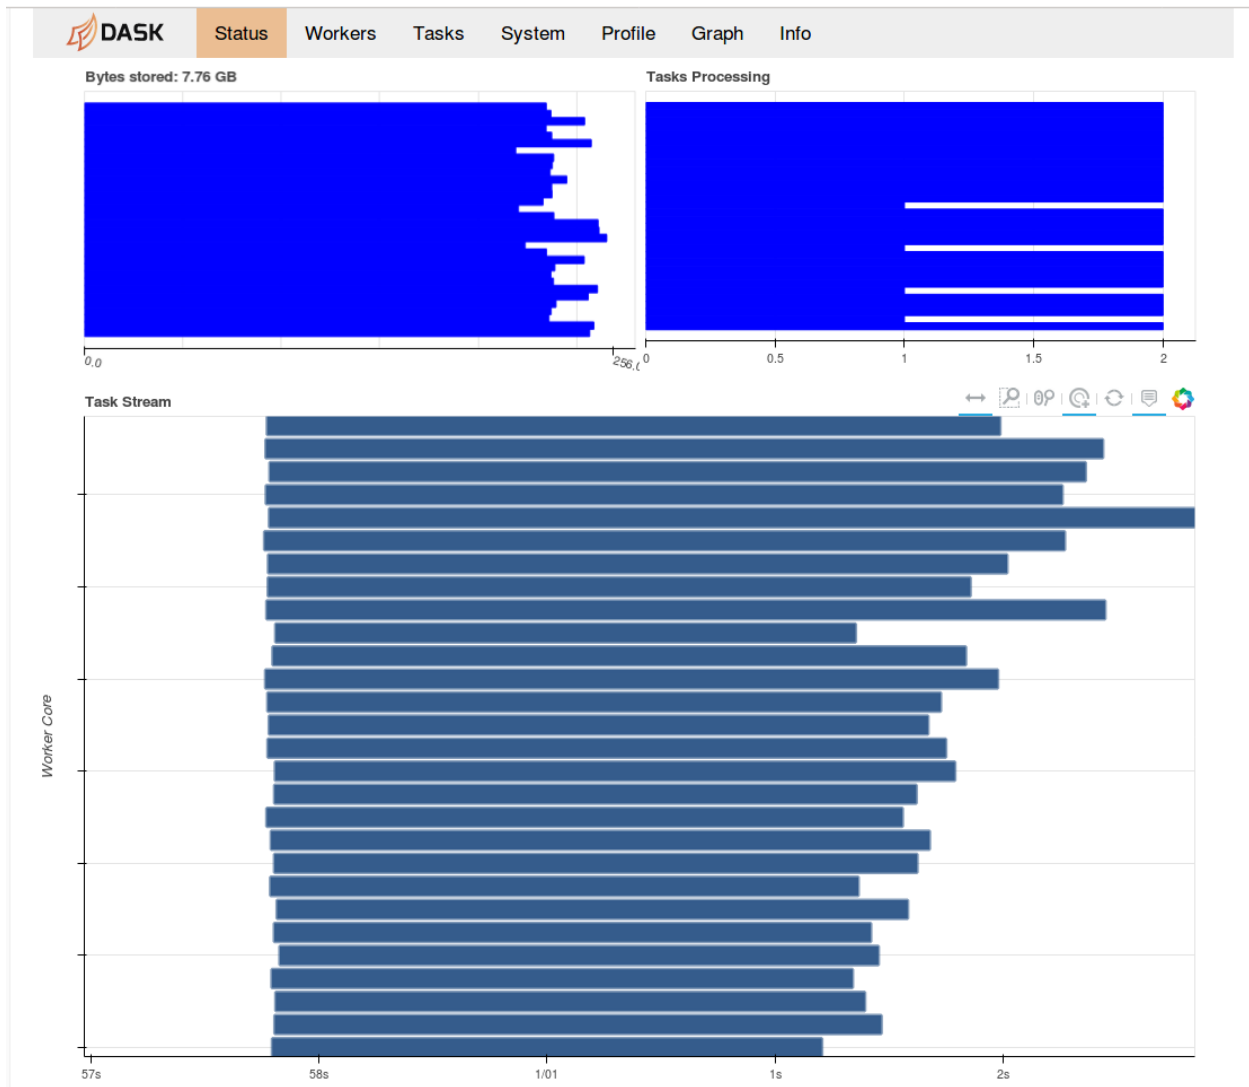 DASK Status Workers Tasks System Profile Graph Info
Bytes stored: 7.76 GB
Tasks Processing
0.0
0 0.5 1 1.5 2
Task Stream
Worker Core
57s 58s 1/01 1s 2s